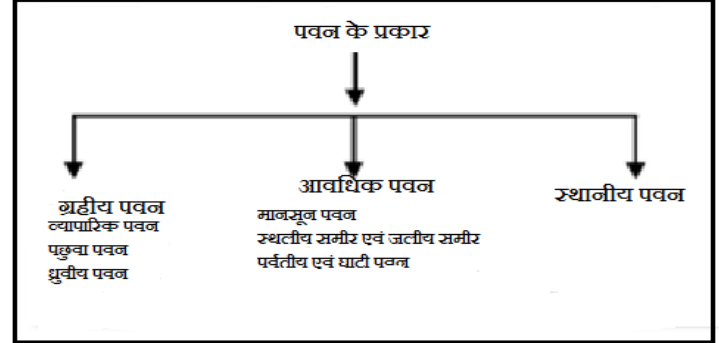 पवन के प्रकार
ग्रहीय पवन
व्यापारिक पवन
पछुवा पवन
ध्रुवीय पवन
आवधिक पवन
मानसून पवन
स्थलीय समीर एवं जलीय समीर
पर्वतीय एवं घाटी पवन
स्थानीय पवन